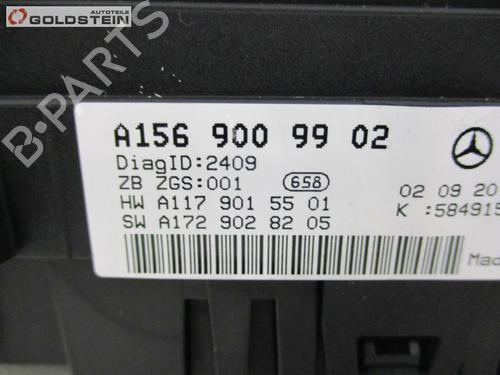 AUTOTEILE
GOLDSTEIN
B-PARTS
A156 900 99 02
DiagID:2409
ZB ZGS:001 658
HW A117 901 55 01
SW A172 902 82 05
02 09 20
K :584915
Mad